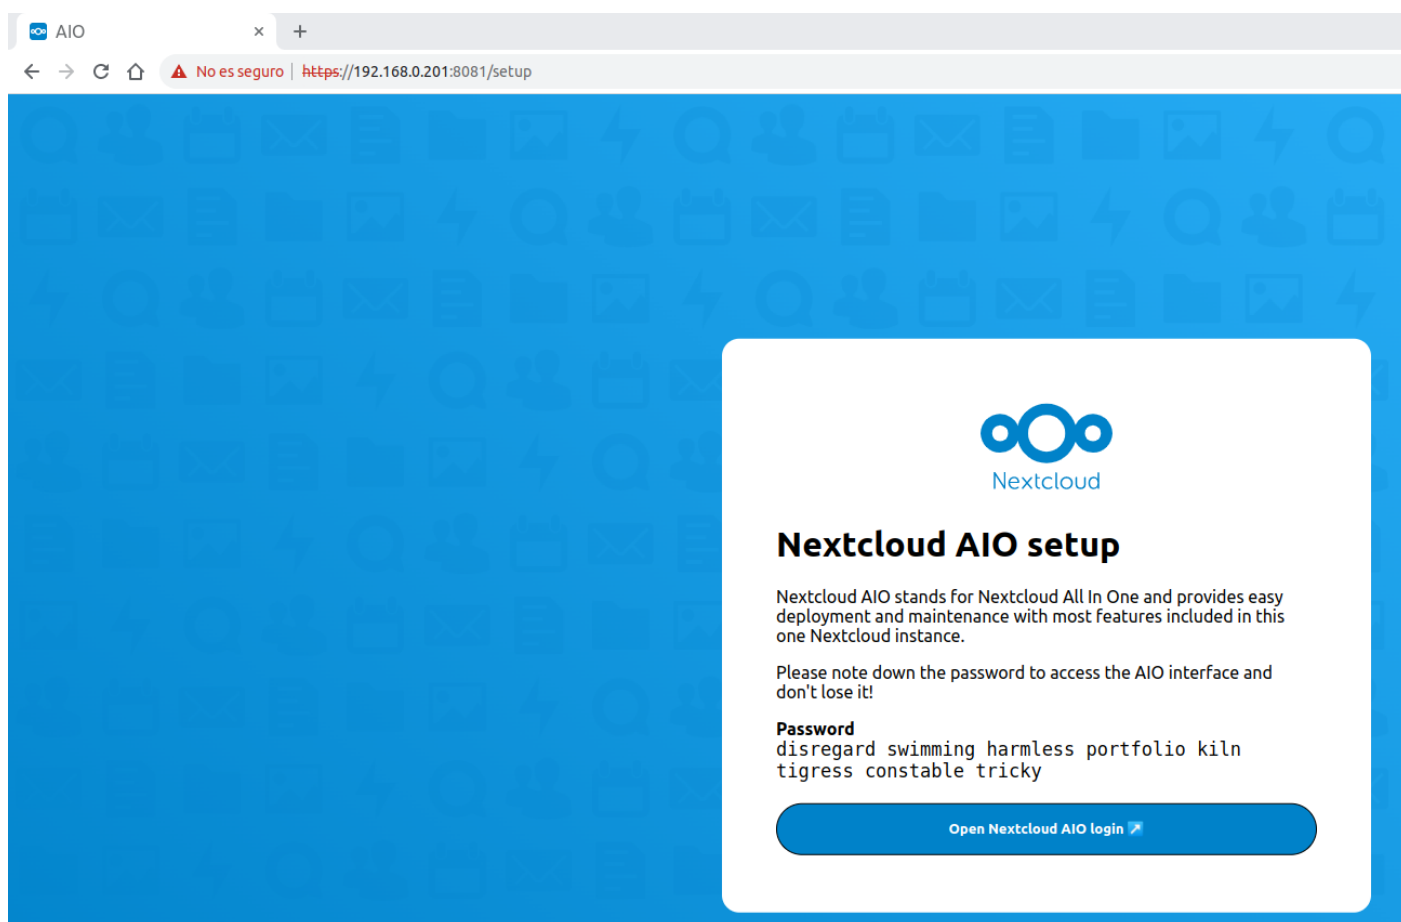 AIO
No es seguro
https://192.168.0.201:8081/setup
Nextcloud
Nextcloud AIO setup
Nextcloud AIO stands for Nextcloud All In One and provides easy
deployment and maintenance with most features included in this
one Nextcloud instance.
Please note down the password to access the AIO interface and
don't lose it!
Password
disregard swimming harmless portfolio kiln
tigress constable tricky
Open Nextcloud AIO login